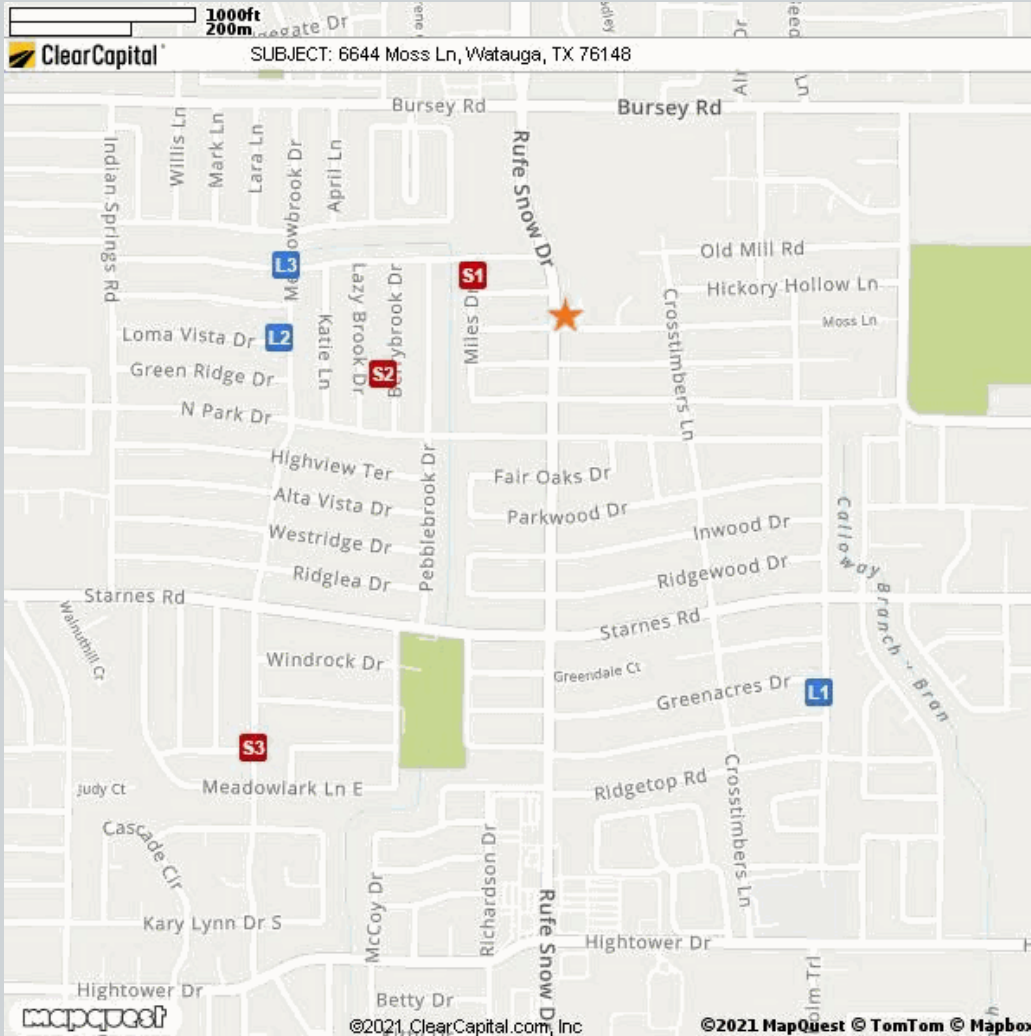 1000ft
200m
ClearCapital
SUBJECT: 6644 Moss Ln, Watauga, TX 76148
Bursey Rd
Bursey Rd
Willis Ln
Mark Ln
Lara Ln
April Ln
Indian Springs Rd
Rufe Snow Dr
Old Mill Rd
L3
S1
Hickory Hollow Ln
Lazy Brook Dr
Miles Dr
Moss Ln
Loma Vista Dr
L2
Katie Ln
Crosstimbers Ln
Green Ridge Dr
S2
N Park Dr
Highview Ter
Fair Oaks Dr
Alta Vista Dr
Pebblebrook Dr
Parkwood Dr
Inwood Dr
Westridge Dr
Ridglea Dr
Ridgewood Dr
Calloway Branch - Bran
Starnes Rd
Walnuthill Ct
Starnes Rd
Windrock Dr
Greendale Ct
Greenacres Dr
L1
S3
Meadowlark Ln E
Judy Ct
Ridgetop Rd
Crosstimbers Ln
Cascade Cir
Richardson Dr
McCoy Dr
Kary Lynn Dr S
Rufe Snow D
Hightower Dr
Hightower Dr
Betty Dr
mapquest
©2021 ClearCapital.com, Inc
©2021 MapQuest © TomTom © Mapbo